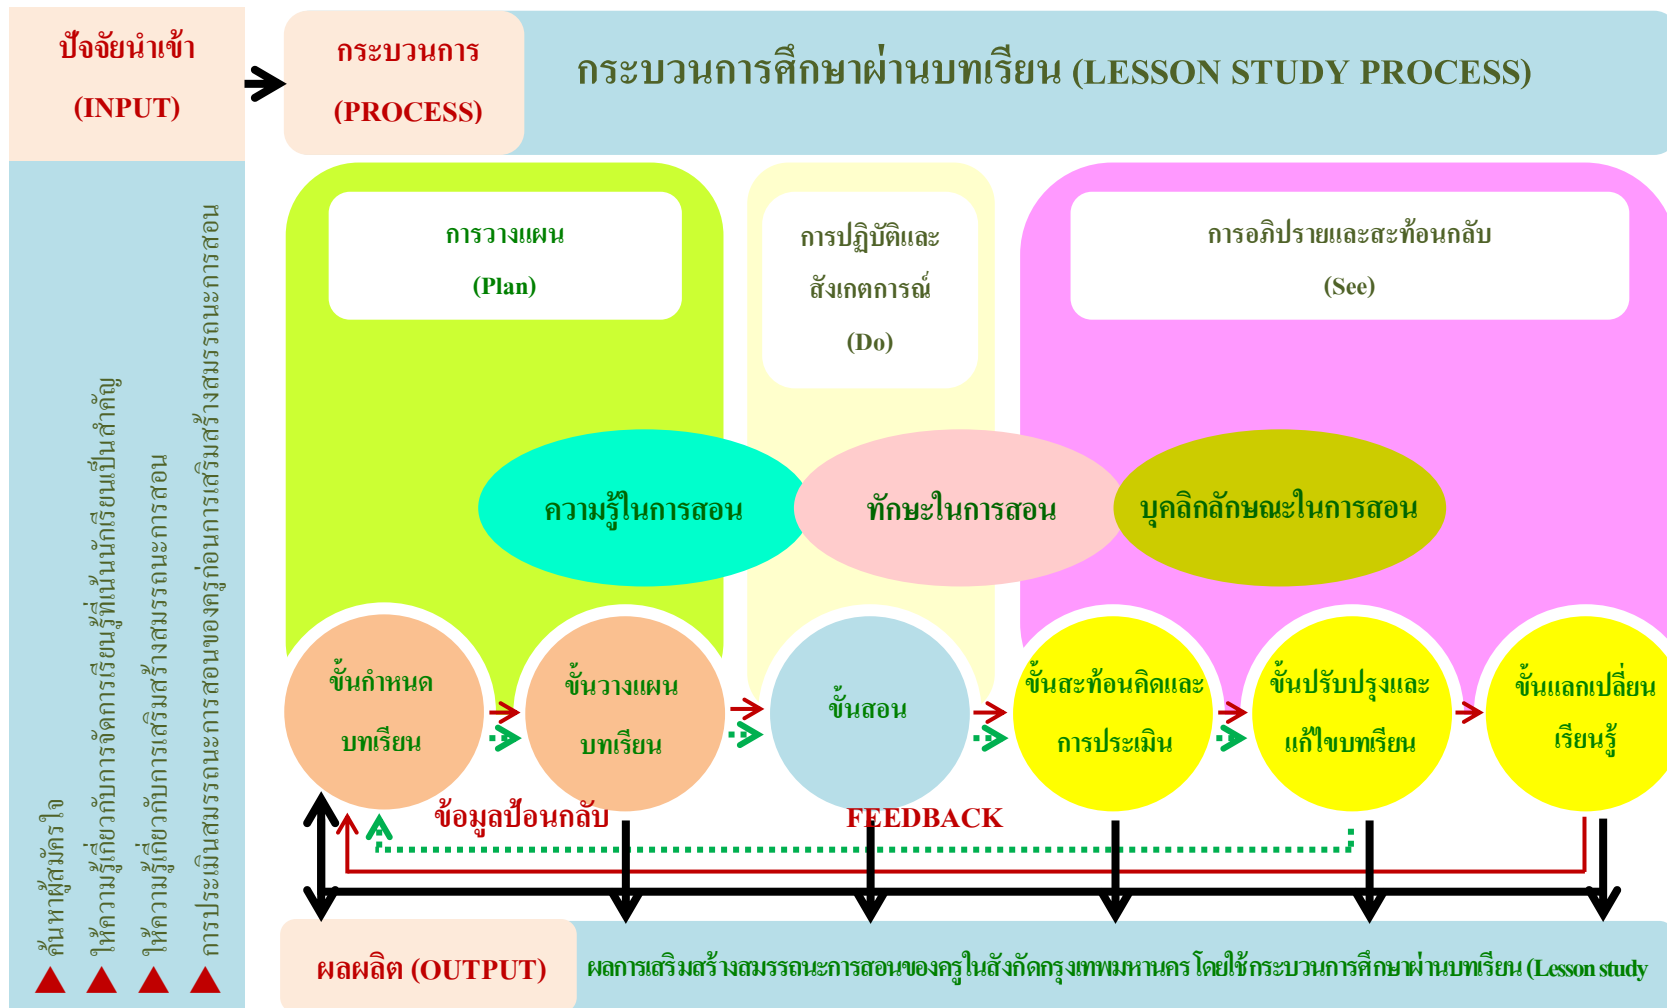 ปัจจัยนำเข้า
(INPUT)
กระบวนการ
(PROCESS)
กระบวนการศึกษาผ่านบทเรียน (LESSON STUDY PROCESS)
ค้นหาผู้สมัครใจ
ให้ความรู้เกี่ยวกับการจัดการเรียนรู้ที่เน้นนักเรียนเป็นสำคัญ
ให้ความรู้เกี่ยวกับการเสริมสร้างสมรรถนะการสอน
การประเมินสมรรถนะการสอนของครูก่อนการเสริมสร้างสมรรถนะการสอน
การวางแผน
(Plan)
การปฏิบัติและ
สังเกตการณ์
(Do)
การอภิปรายและสะท้อนกลับ
(See)
ความรู้ในการสอน
ทักษะในการสอน
บุคลิกลักษณะในการสอน
ขั้นกำหนด
บทเรียน
ขั้นวางแผน
บทเรียน
ขั้นสอน
ขั้นสะท้อนคิดและ
การประเมิน
ขั้นปรับปรุงและ
แก้ไขบทเรียน
ขั้นแลกเปลี่ยน
เรียนรู้
ข้อมูลป้อนกลับ
FEEDBACK
ผลผลิต (OUTPUT)
ผลการเสริมสร้างสมรรถนะการสอนของครูในสังกัดกรุงเทพมหานคร โดยใช้กระบวนการศึกษาผ่านบทเรียน (Lesson study